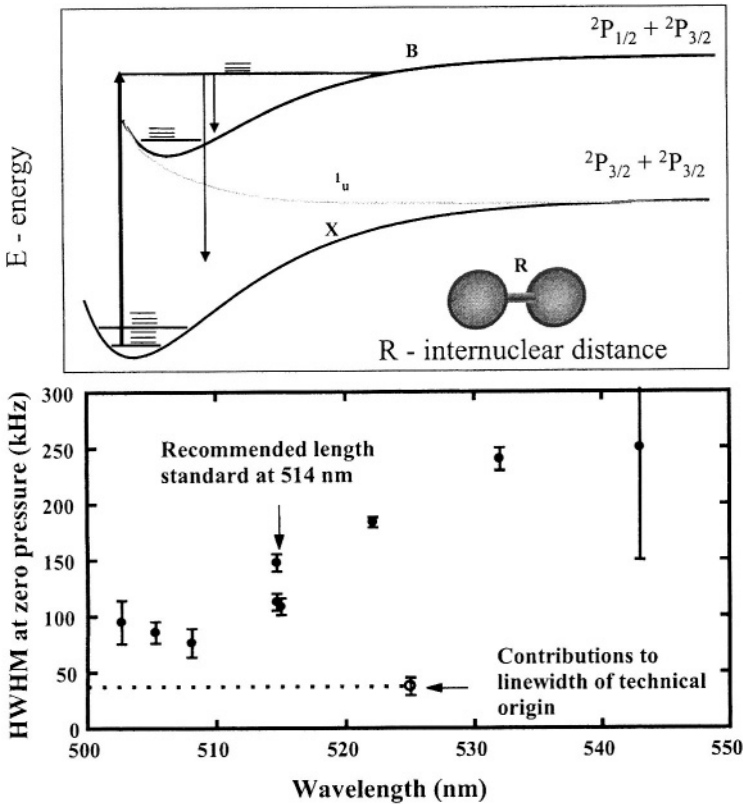 ²P₁/₂ + ²P₃/₂
B
E - energy
²P₃/₂ + ²P₃/₂
¹ᵤ
X
R
R - internuclear distance
HWHM at zero pressure (kHz)
300
250
200
150
100
50
0
Recommended length
standard at 514 nm
Contributions to
linewidth of technical
origin
500
510
520
530
540
550
Wavelength (nm)